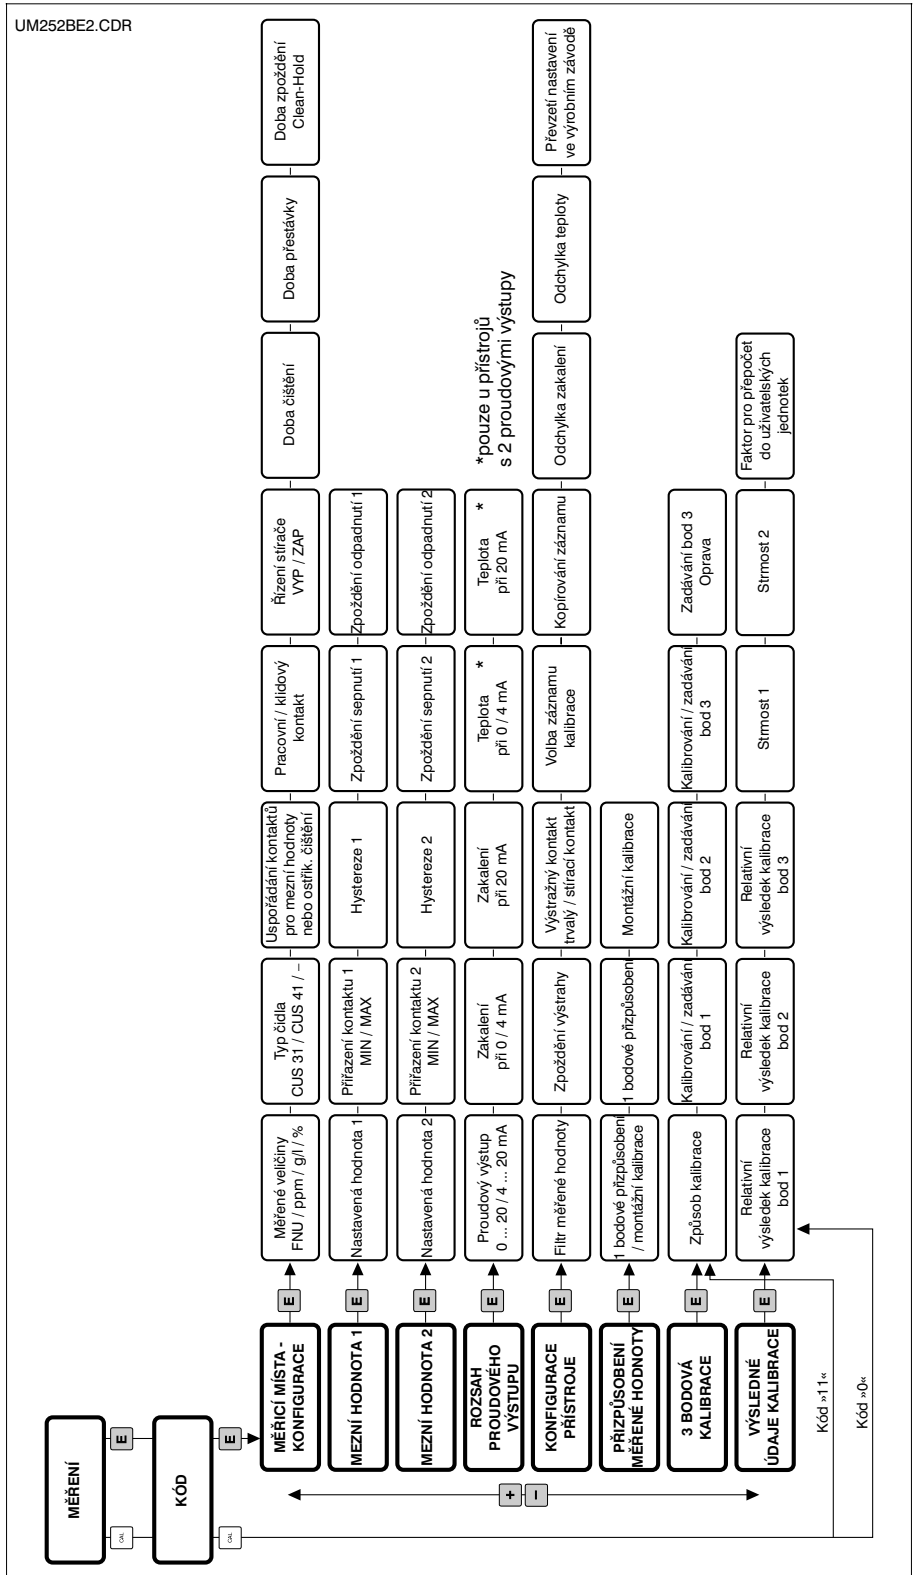 UM252BE2.CDR
MĚŘENÍ
CAL
E
KÓD
CAL
E
MĚŘICÍ MÍSTA -
KONFIGURACE
E
Měřené veličiny
FNU / ppm / g/l / %
Typ čidla
CUS 31 / CUS 41 / –
Uspořádání kontaktů
pro mezní hodnoty
nebo ostřik. čištění
Pracovní / klidový
kontakt
Řízení stírače
VYP / ZAP
Doba čištění
Doba přestávky
Doba zpoždění
Clean-Hold
MEZNÍ HODNOTA 1
E
Nastavená hodnota 1
Přiřazení kontaktu 1
MIN / MAX
Hystereze 1
Zpoždění sepnutí 1
Zpoždění odpadnutí 1
MEZNÍ HODNOTA 2
E
Nastavená hodnota 2
Přiřazení kontaktu 2
MIN / MAX
Hystereze 2
Zpoždění sepnutí 2
Zpoždění odpadnutí 2
ROZSAH
PROUDOVÉHO
VÝSTUPU
E
Proudový výstup
0 ... 20 / 4 ... 20 mA
Zakalení
při 0 / 4 mA
Zakalení
při 20 mA
Teplota *
při 0 / 4 mA
Teplota *
při 20 mA
*pouze u přístrojů
s 2 proudovými výstupy
+
–
KONFIGURACE
PŘÍSTROJE
E
Filtr měřené hodnoty
Zpoždění výstrahy
Výstražný kontakt
trvalý / stírací kontakt
Volba záznamu
kalibrace
Kopírování záznamu
Odchylka zakalení
Odchylka teploty
Převzetí nastavení
ve výrobním závodě
PŘIZPŮSOBENÍ
MĚŘENÉ HODNOTY
E
1 bodové přizpůsobení
/ montážní kalibrace
1 bodové přizpůsobení
Montážní kalibrace
3 BODOVÁ
KALIBRACE
E
Způsob kalibrace
Kalibrování / zadávání
bod 1
Kalibrování / zadávání
bod 2
Kalibrování / zadávání
bod 3
Zadávání bod 3
Oprava
VÝSLEDNÉ
ÚDAJE KALIBRACE
E
Relativní
výsledek kalibrace
bod 1
Relativní
výsledek kalibrace
bod 2
Relativní
výsledek kalibrace
bod 3
Strmost 1
Strmost 2
Faktor pro přepočet
do uživatelských
jednotek
Kód »11«
Kód »0«